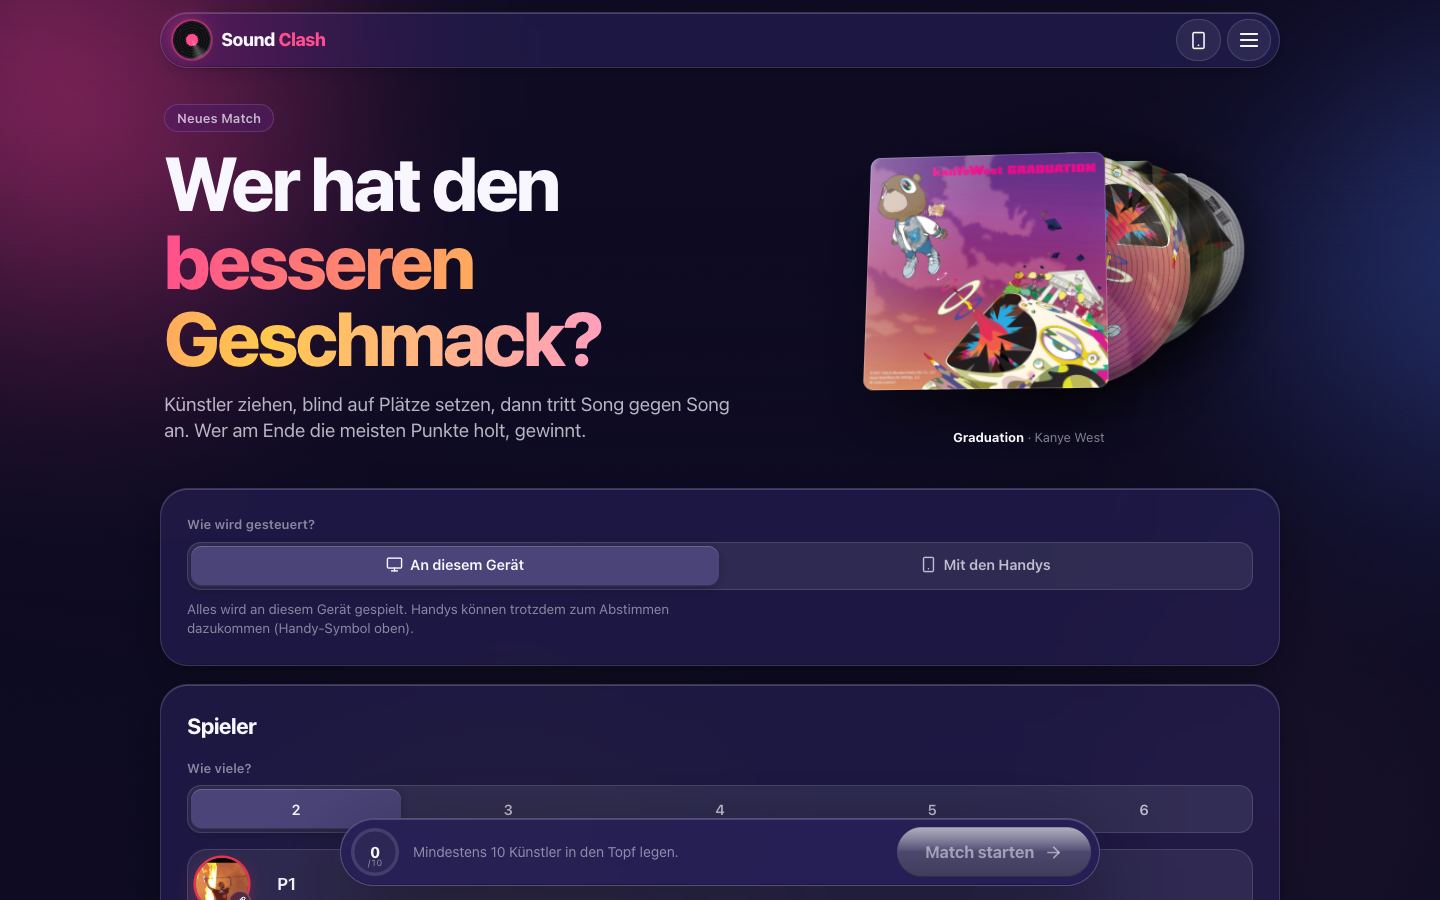 Sound Clash
Neues Match
Wer hat den
besseren
Geschmack?
Künstler ziehen, blind auf Plätze setzen, dann tritt Song gegen Song
an. Wer am Ende die meisten Punkte holt, gewinnt.
KanYeWest GRADUATION
Graduation · Kanye West
Wie wird gesteuert?
An diesem Gerät
Mit den Handys
Alles wird an diesem Gerät gespielt. Handys können trotzdem zum Abstimmen
dazukommen (Handy-Symbol oben).
Spieler
Wie viele?
2 3 4 5 6
0
/10
Mindestens 10 Künstler in den Topf legen.
Match starten
P1